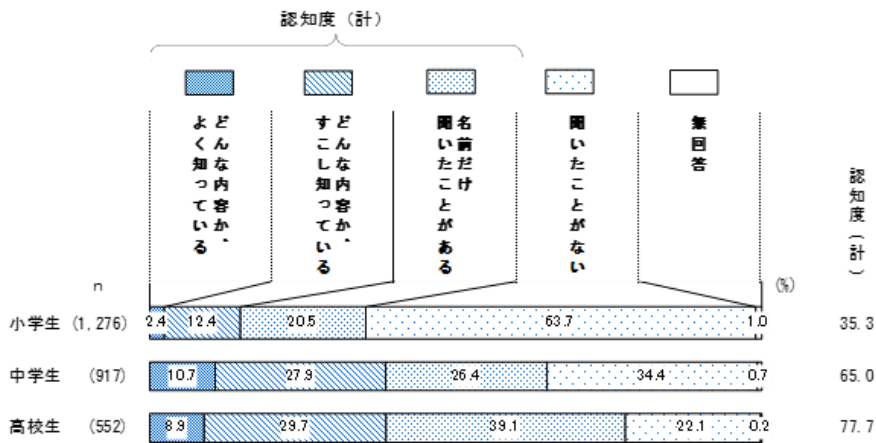 認知度（計）
どんな内容か、
よく知っている
どんな内容か、
すこし知っている
名前だけ
聞いたことがある
聞いたことがない
無回答
認知度（計）
n
(%)
小学生 (1,276) 2.4 12.4 20.5 63.7 1.0 35.3
中学生 (917) 10.7 27.9 26.4 34.4 0.7 65.0
高校生 (552) 8.9 29.7 39.1 22.1 0.2 77.7